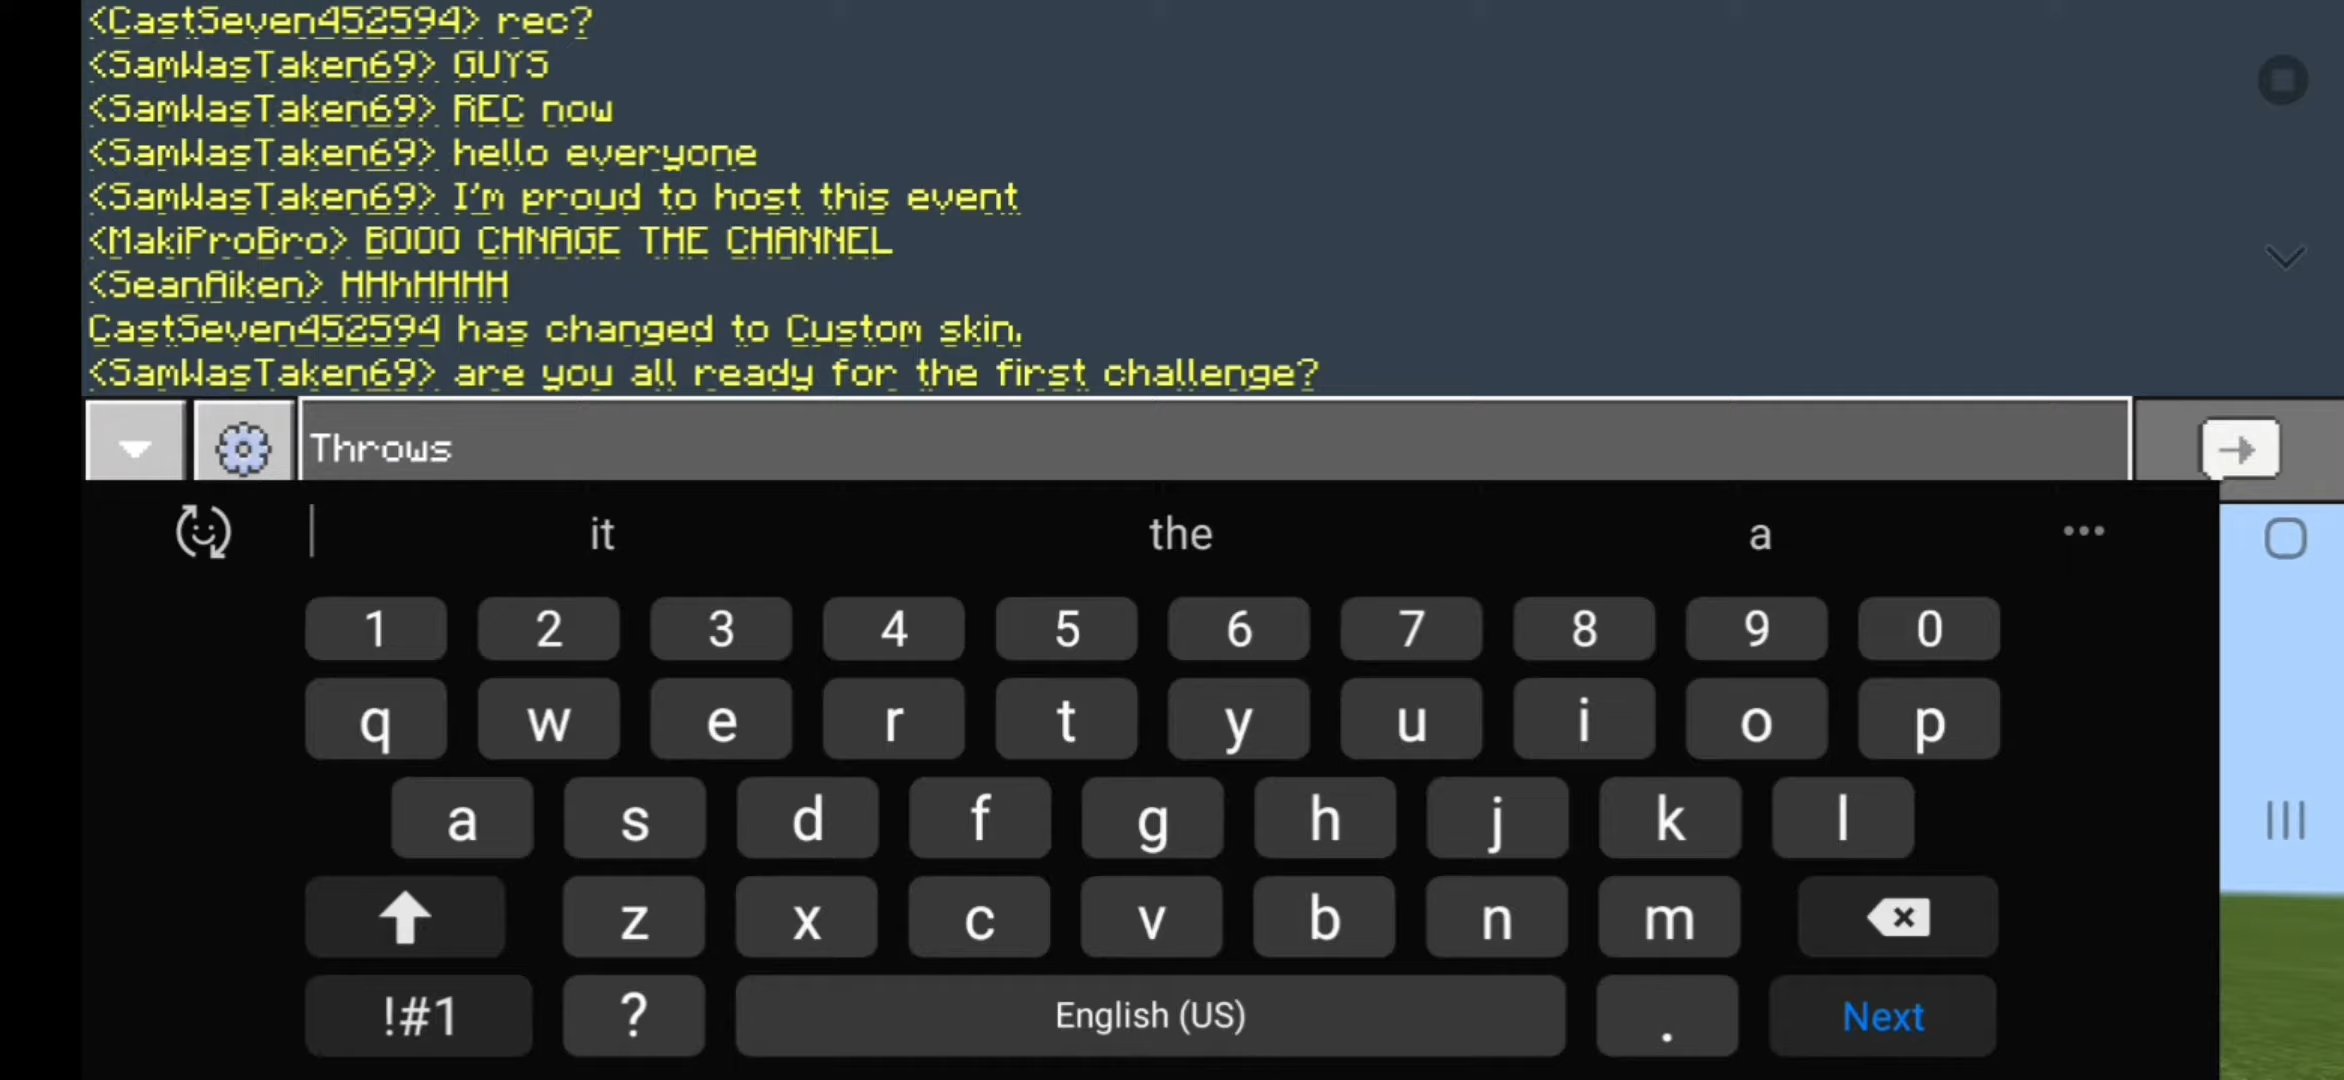 <CastSeven452594> rec?
<SamWasTaken69> GUYS
<SamWasTaken69> REC now
<SamWasTaken69> hello everyone
<SamWasTaken69> I'm proud to host this event
<MakiProBro> BOOO CHNAGE THE CHANNEL
<SeanAiken> HHhHHHH
CastSeven452594 has changed to Custom skin.
<SamWasTaken69> are you all ready for the first challenge?
Throws
it the a
1 2 3 4 5 6 7 8 9 0
q w e r t y u i o p
a s d f g h j k l
z x c v b n m
!#1 ? English (US) . Next